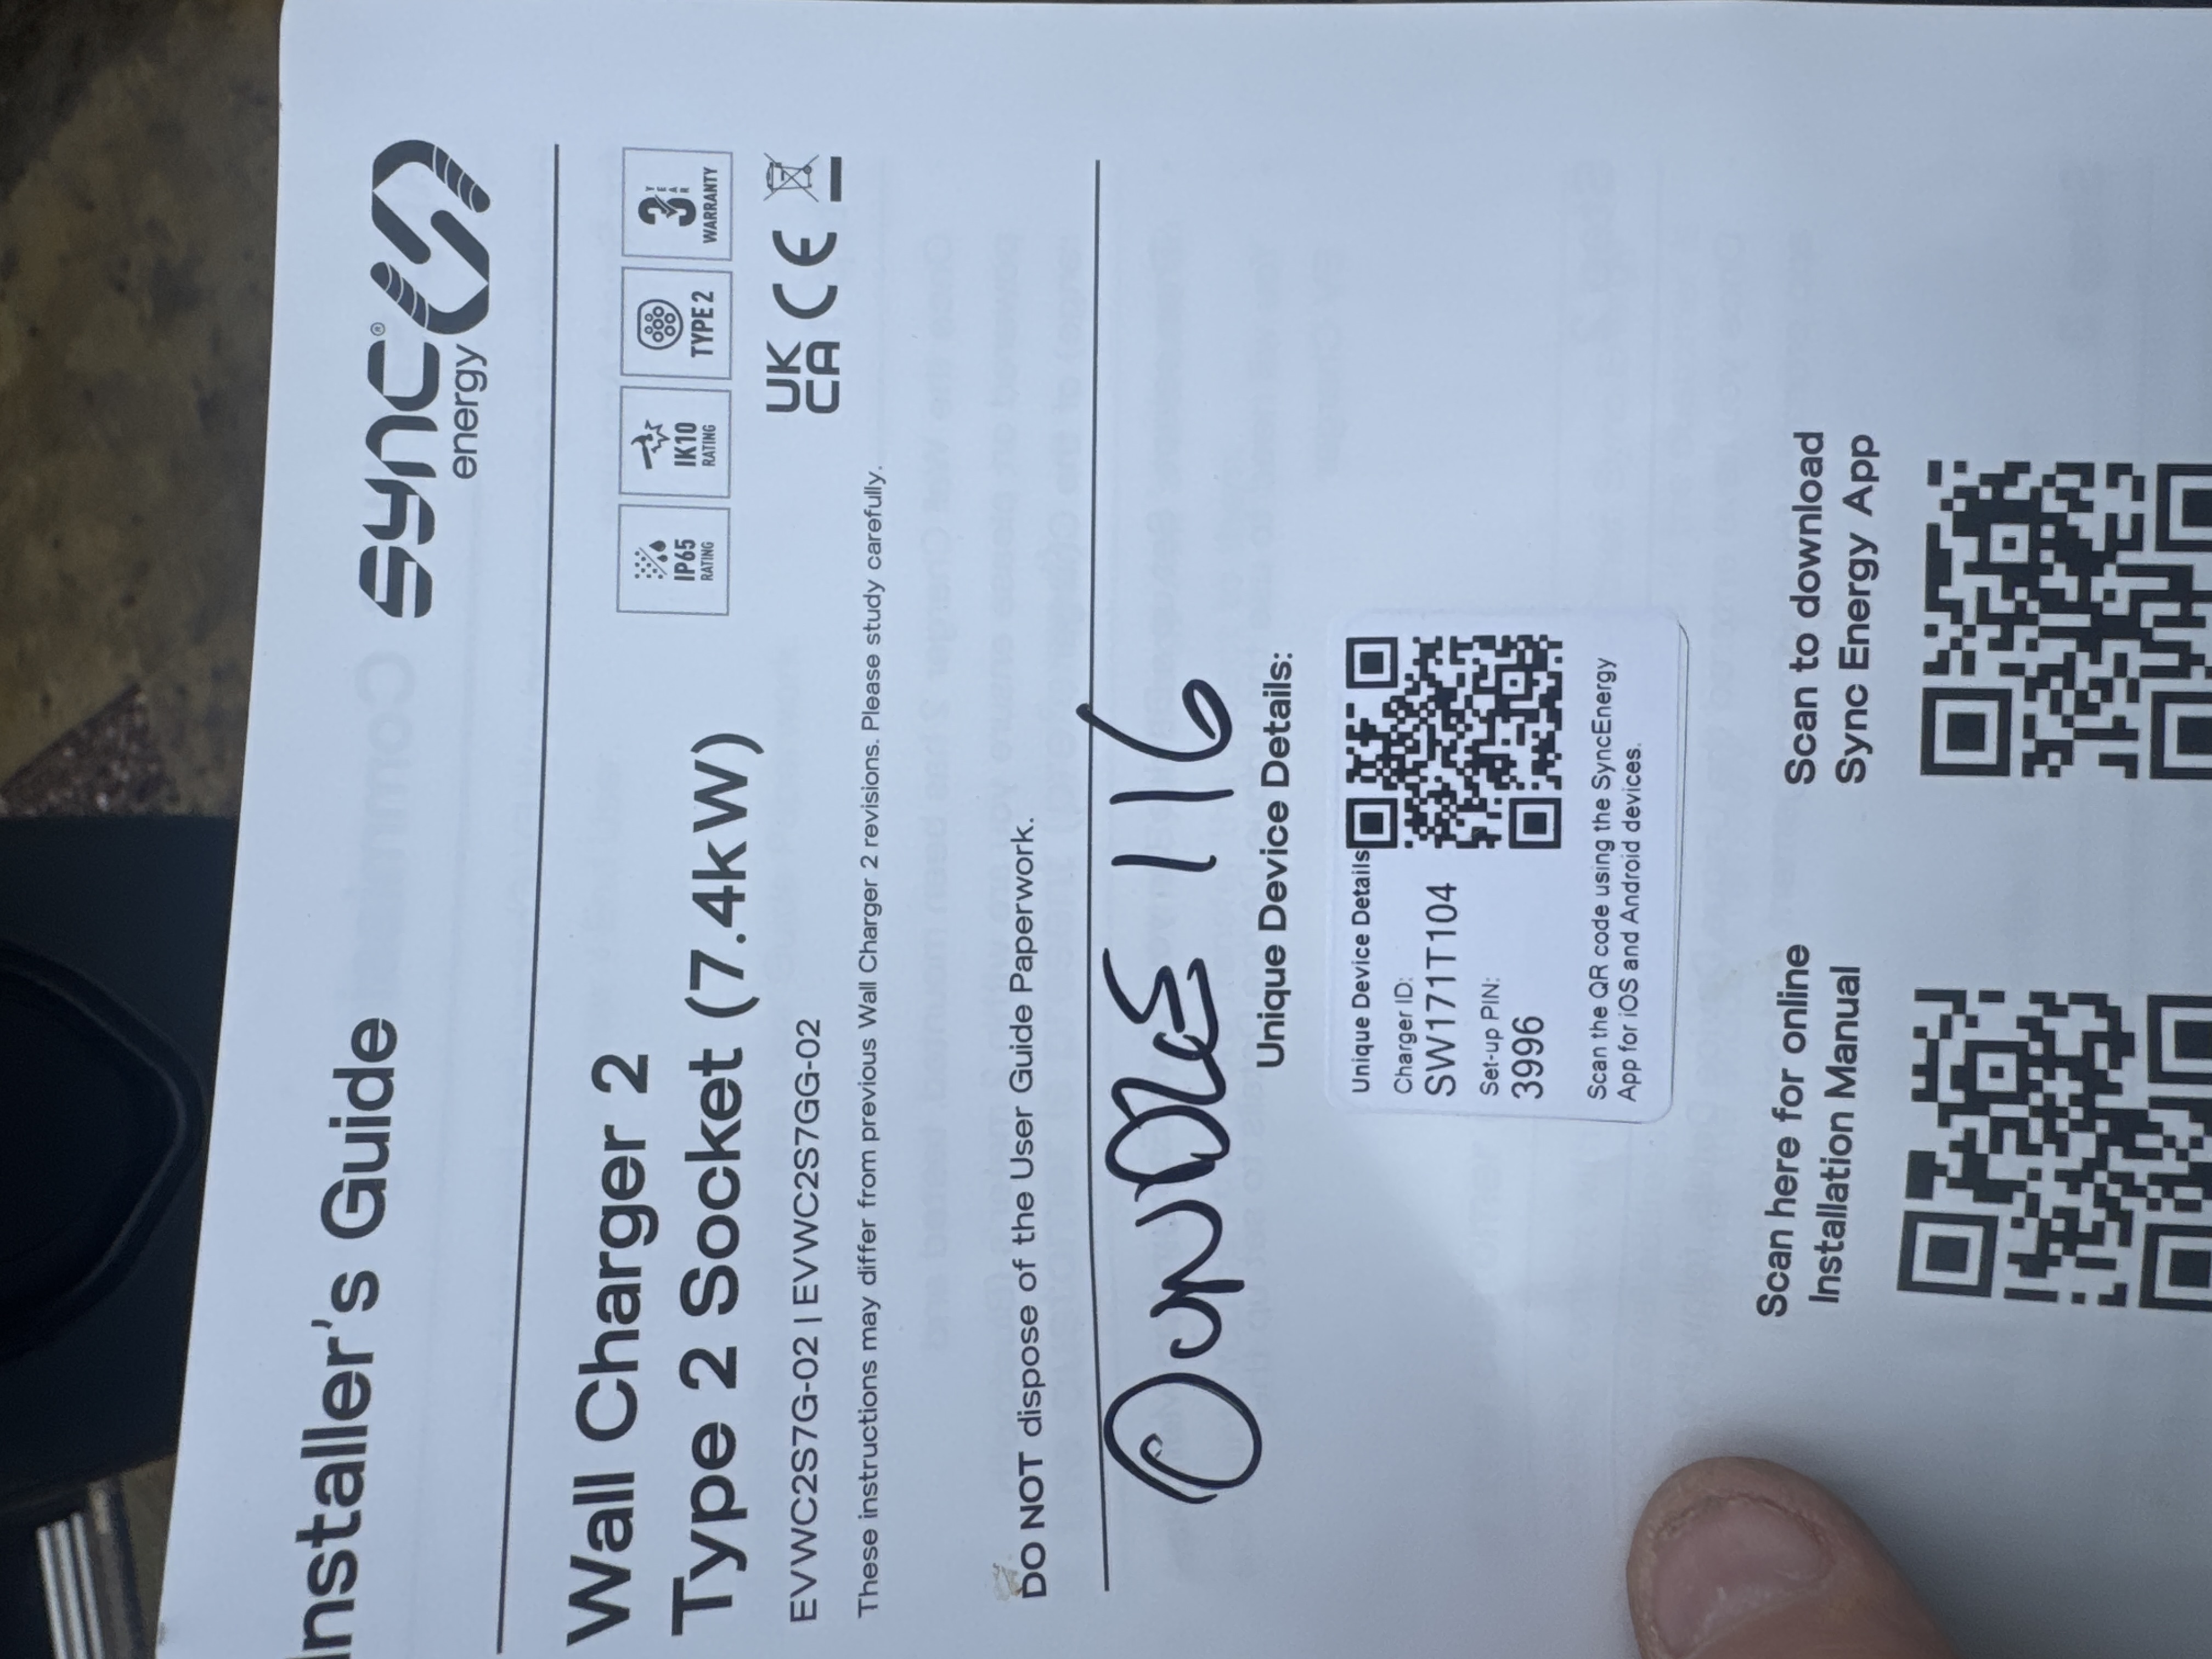 Installer's Guide
sync® energy
Wall Charger 2
Type 2 Socket (7.4kW)
IP65 RATING
IK10 RATING
TYPE 2
3 YEAR WARRANTY
EVWC2S7G-02 | EVWC2S7GG-02
UK CA CE
These instructions may differ from previous Wall Charger 2 revisions. Please study carefully.
DO NOT dispose of the User Guide Paperwork.
116
Unique Device Details:
Unique Device Details
Charger ID:
SW171T104
Set-up PIN:
3996
Scan the QR code using the SyncEnergy
App for iOS and Android devices.
Scan here for online
Installation Manual
Scan to download
Sync Energy App